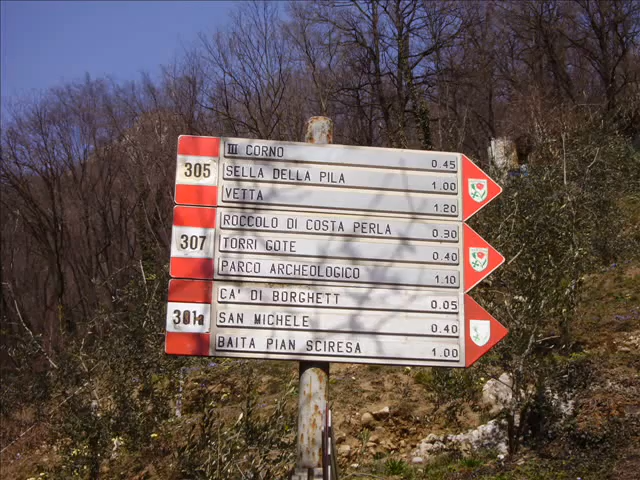 305
III CORNO 0.45
SELLA DELLA PILA 1.00
VETTA 1.20
307
ROCCOLO DI COSTA PERLA 0.30
TORRI GOTE 0.40
PARCO ARCHEOLOGICO 1.10
301a
CA' DI BORGHETT 0.05
SAN MICHELE 0.40
BAITA PIAN SCIRESA 1.00